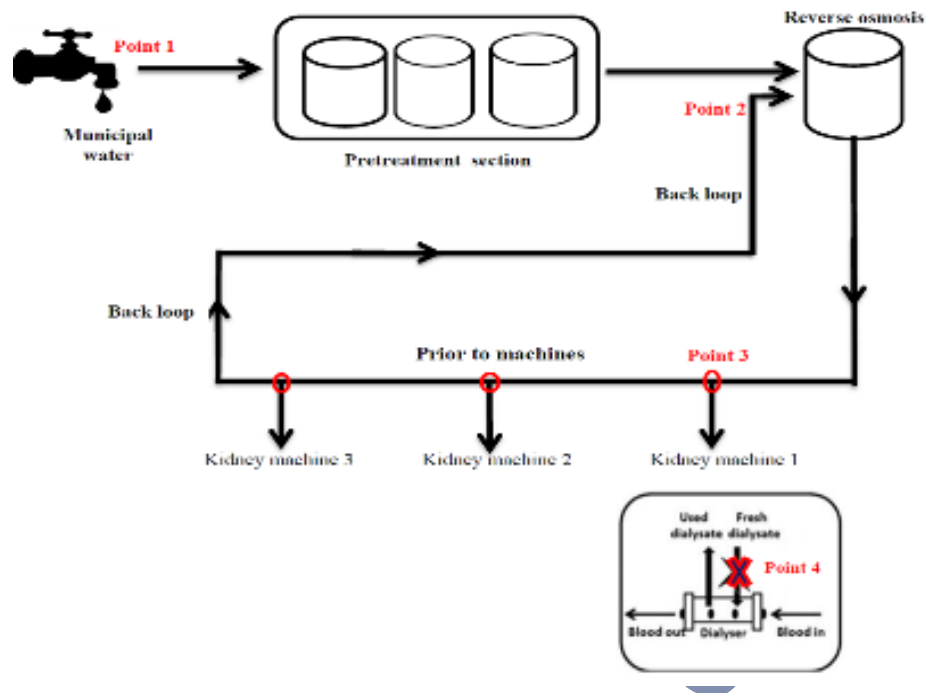 Reverse osmosis
Point 1
Point 2
Municipal
water
Pretreatment section
Back loop
Back loop
Prior to machines
Point 3
Kidney machine 3
Kidney machine 2
Kidney machine 1
Used
dialysate
Fresh
dialysate
Point 4
Blood out
Dialyser
Blood in